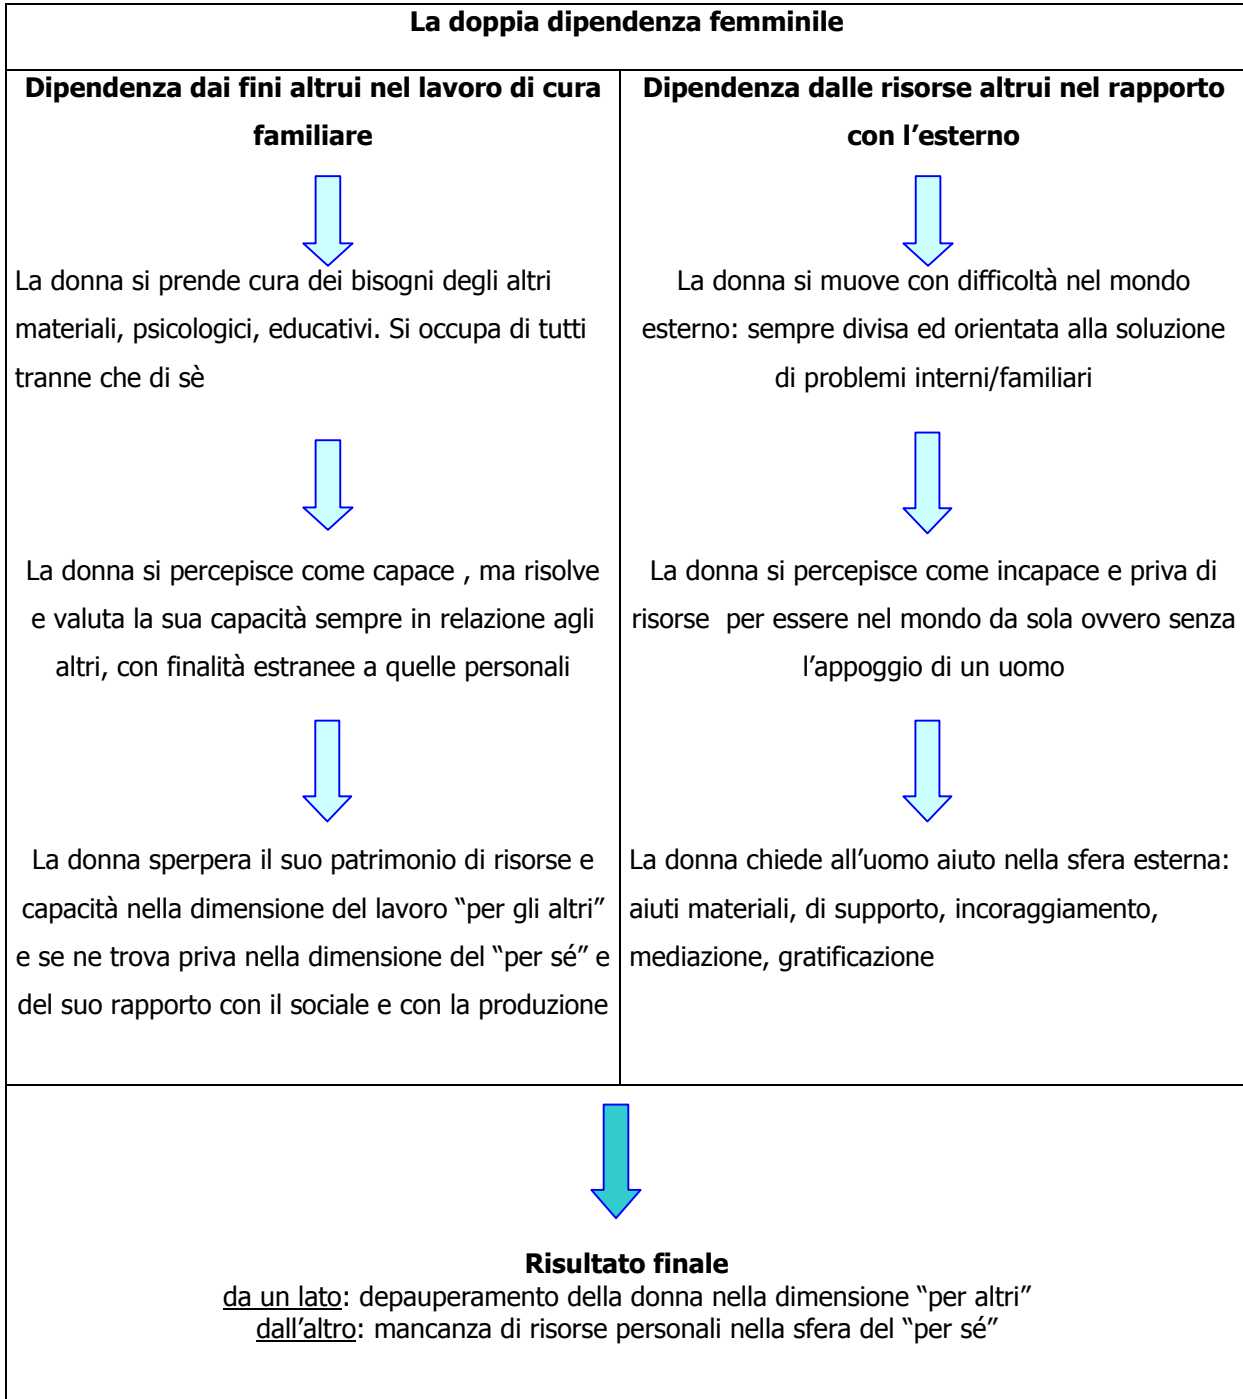 La doppia dipendenza femminile
Dipendenza dai fini altrui nel lavoro di cura
familiare
La donna si prende cura dei bisogni degli altri
materiali, psicologici, educativi. Si occupa di tutti
tranne che di sè
La donna si percepisce come capace , ma risolve
e valuta la sua capacità sempre in relazione agli
altri, con finalità estranee a quelle personali
La donna sperpera il suo patrimonio di risorse e
capacità nella dimensione del lavoro “per gli altri”
e se ne trova priva nella dimensione del “per sé” e
del suo rapporto con il sociale e con la produzione
Dipendenza dalle risorse altrui nel rapporto
con l’esterno
La donna si muove con difficoltà nel mondo
esterno: sempre divisa ed orientata alla soluzione
di problemi interni/familiari
La donna si percepisce come incapace e priva di
risorse  per essere nel mondo da sola ovvero senza
l’appoggio di un uomo
La donna chiede all’uomo aiuto nella sfera esterna:
aiuti materiali, di supporto, incoraggiamento,
mediazione, gratificazione
Risultato finale
da un lato: depauperamento della donna nella dimensione “per altri”
dall’altro: mancanza di risorse personali nella sfera del “per sé”